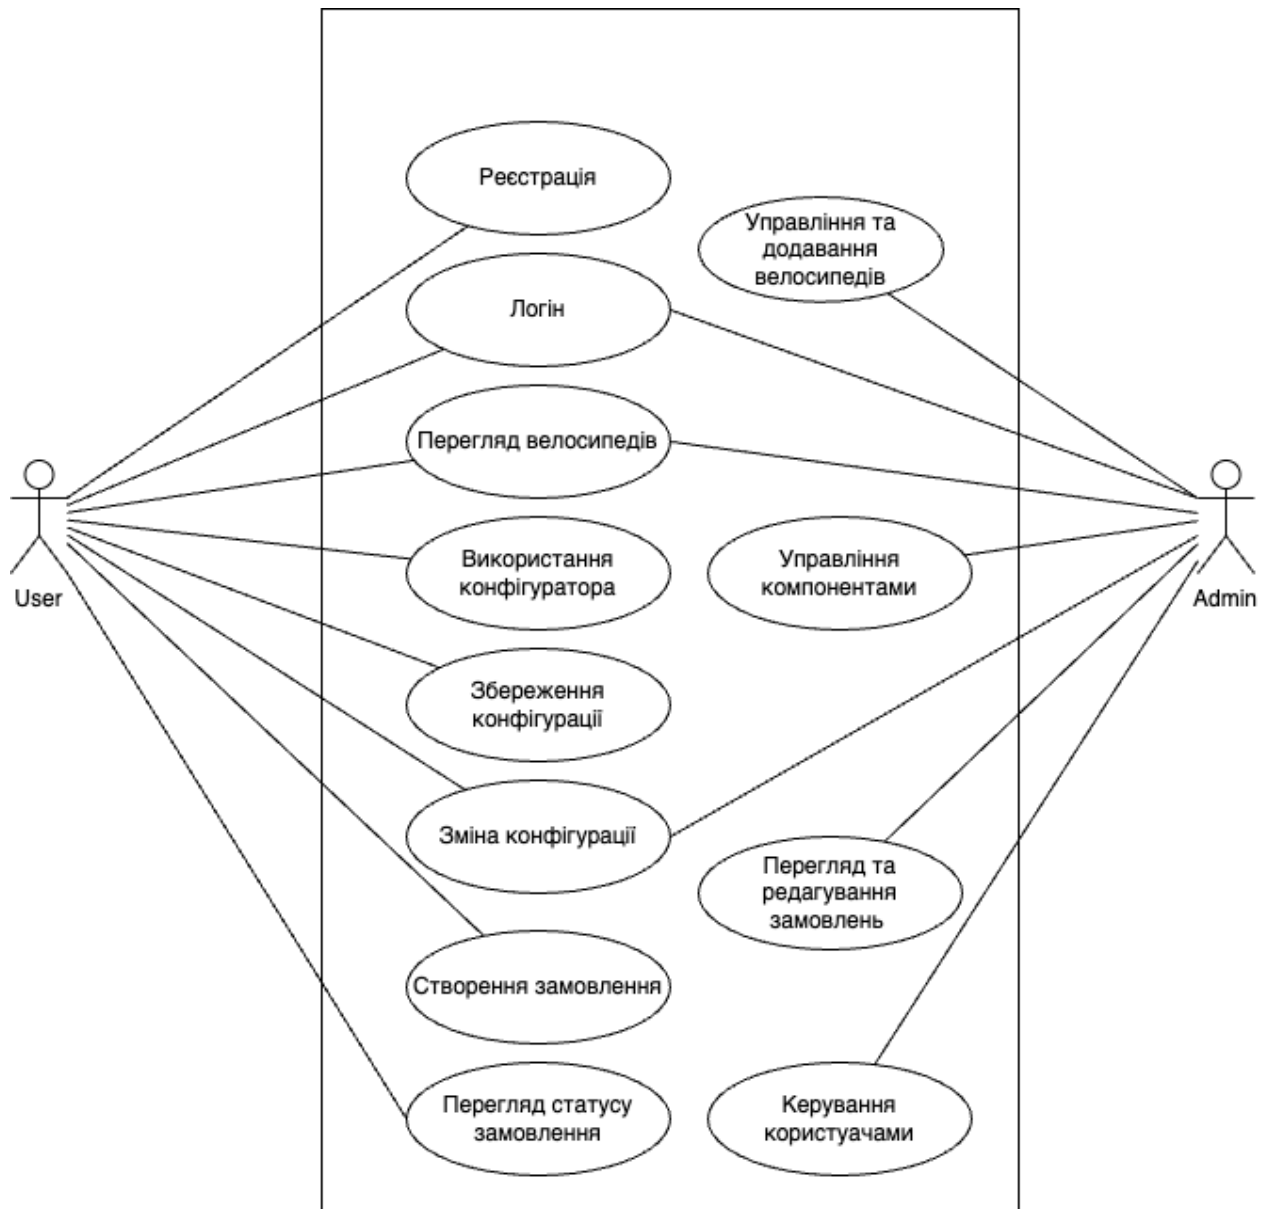 Реєстрація
Управління та
додавання
велосипедів
Логін
Перегляд велосипедів
Використання
конфігуратора
Управління
компонентами
User
Admin
Збереження
конфігурації
Зміна конфігурації
Перегляд та
редагування
замовлень
Створення замовлення
Перегляд статусу
замовлення
Керування
користуачами